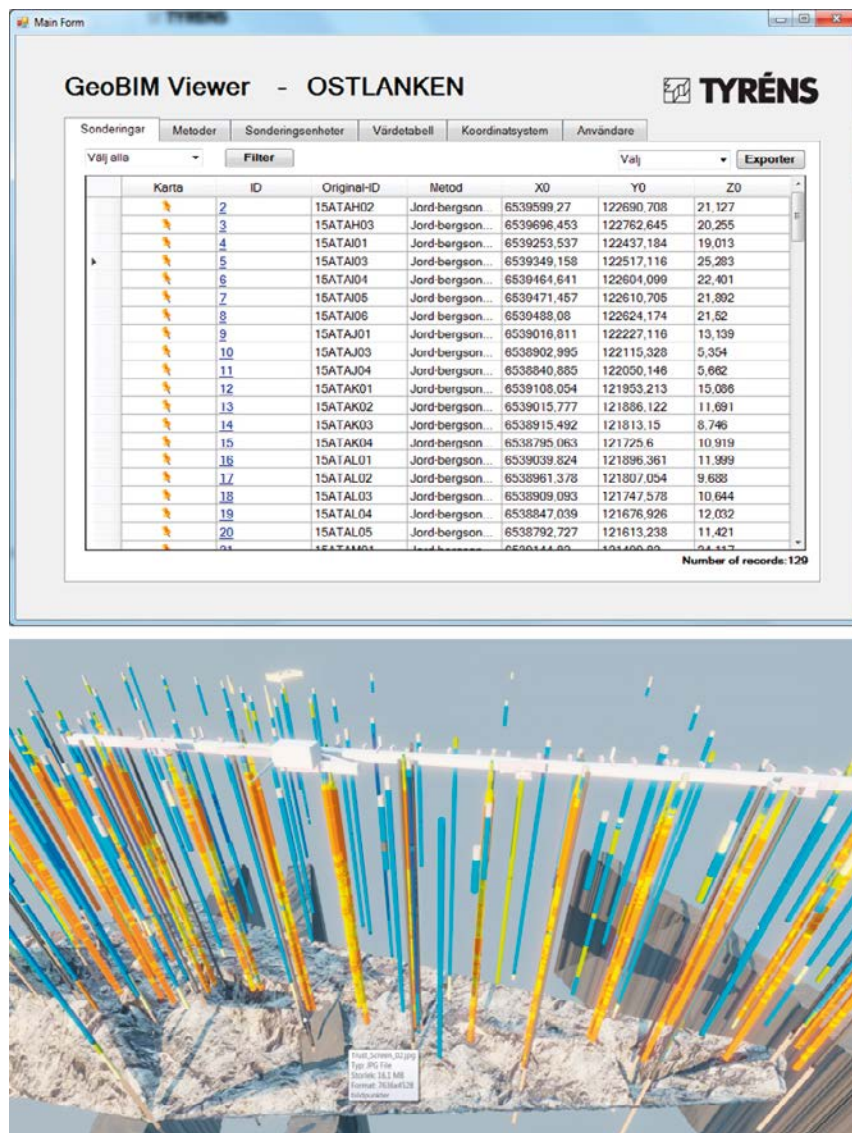 Main Form
GeoBIM Viewer - OSTLANKEN
TYRÉNS
Sonderingar Metoder Sonderingsenheter Värdetabell Koordinatsystem Användare
Välj alla Filter Valj Exporter
Karta ID Original-ID Metod X0 Y0 Z0
2 15ATAH02 Jord-bergson... 6539599,27 122690,708 21,127
3 15ATAH03 Jord-bergson... 6539696,453 122762,645 20,255
4 15ATAI01 Jord-bergson... 6539253,537 122437,184 19,013
5 15ATAI03 Jord-bergson... 6539349,158 122517,116 25,283
6 15ATAI04 Jord-bergson... 6539464,641 122604,099 22,401
7 15ATAI05 Jord-bergson... 6539471,457 122610,705 21,892
8 15ATAI06 Jord-bergson... 6539488,08 122624,174 21,52
9 15ATAJ01 Jord-bergson... 6539016,811 122227,116 13,139
10 15ATAJ03 Jord-bergson... 6538902,995 122115,328 5,354
11 15ATAJ04 Jord-bergson... 6538840,885 122050,146 5,662
12 15ATAK01 Jord-bergson... 6539108,054 121953,213 15,086
13 15ATAK02 Jord-bergson... 6539015,777 121886,122 11,691
14 15ATAK03 Jord-bergson... 6538915,492 121813,15 8,746
15 15ATAK04 Jord-bergson... 6538795,063 121725,6 10,919
16 15ATAL01 Jord-bergson... 6539039,824 121896,361 11,999
17 15ATAL02 Jord-bergson... 6538961,378 121807,054 9,688
18 15ATAL03 Jord-bergson... 6538909,093 121747,578 10,644
19 15ATAL04 Jord-bergson... 6538847,039 121676,926 12,032
20 15ATAL05 Jord-bergson... 6538792,727 121613,238 11,421
Number of records:129
Trust_Screen_02.jpg
Typ: JPG File
Storlek: 16,1 MB
Format: 7616x4528
bildpunkter